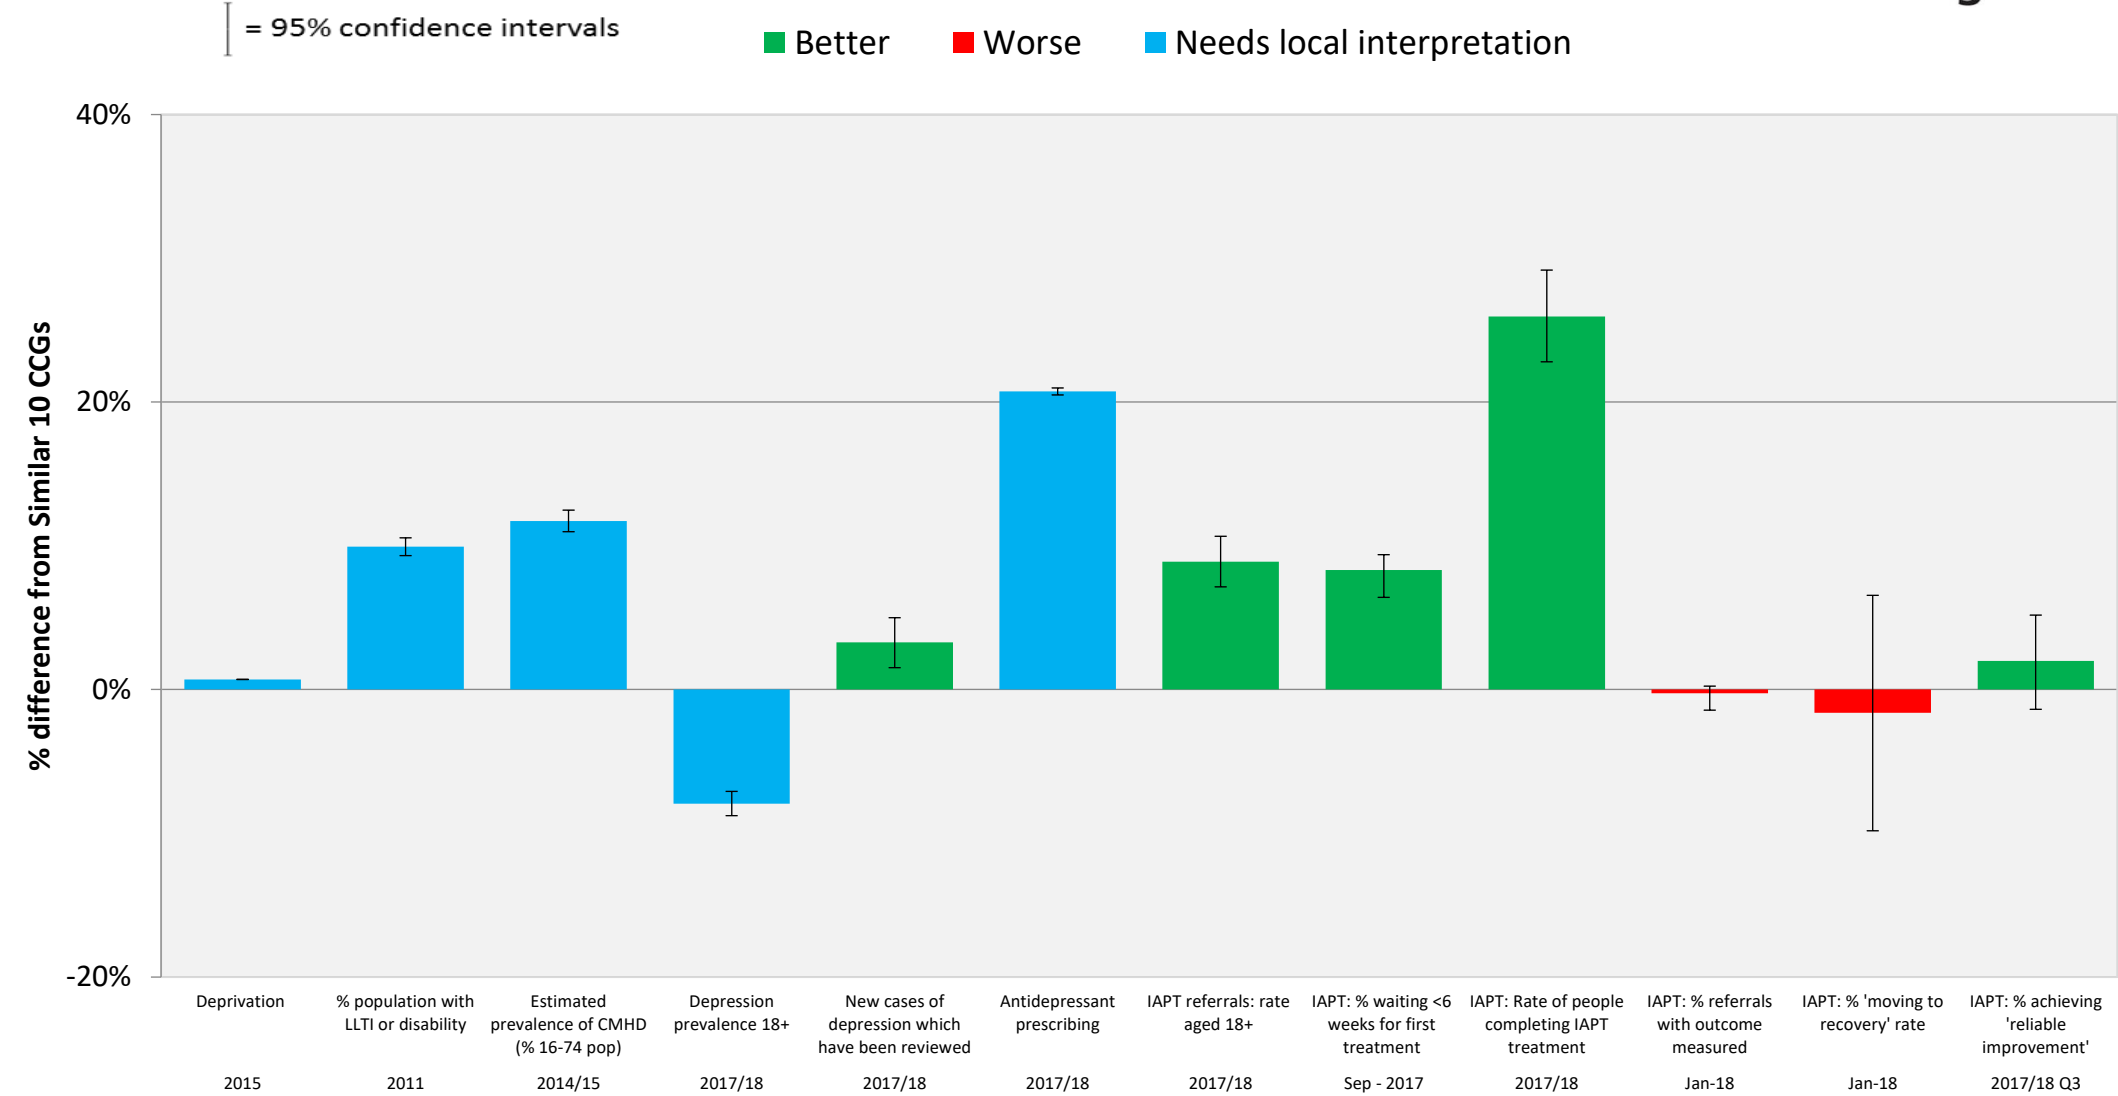 = 95% confidence intervals
Better Worse Needs local interpretation
% difference from Similar 10 CCGs
40%
20%
0%
-20%
Deprivation
2015
% population with
LLTI or disability
2011
Estimated
prevalence of CMHD
(% 16-74 pop)
2014/15
Depression
prevalence 18+
2017/18
New cases of
depression which
have been reviewed
2017/18
Antidepressant
prescribing
2017/18
IAPT referrals: rate
aged 18+
2017/18
IAPT: % waiting <6
weeks for first
treatment
Sep - 2017
IAPT: Rate of people
completing IAPT
treatment
2017/18
IAPT: % referrals
with outcome
measured
Jan-18
IAPT: % 'moving to
recovery' rate
Jan-18
IAPT: % achieving
'reliable
improvement'
2017/18 Q3